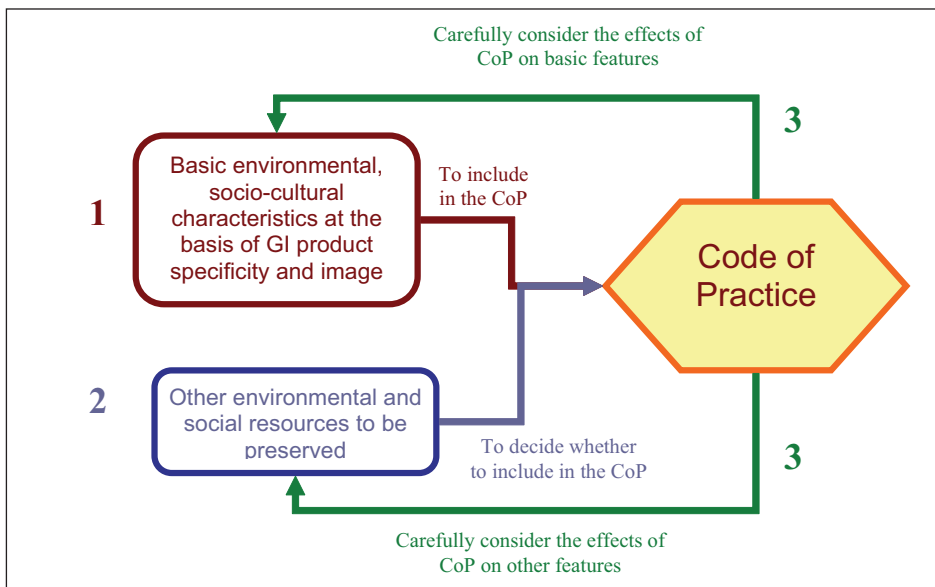 Carefully consider the effects of
CoP on basic features
3
1
Basic environmental,
socio-cultural
characteristics at the
basis of GI product
specificity and image
To include
in the CoP
Code of
Practice
2
Other environmental and
social resources to be
preserved
To decide whether
to include in the CoP
3
Carefully consider the effects of
CoP on other features